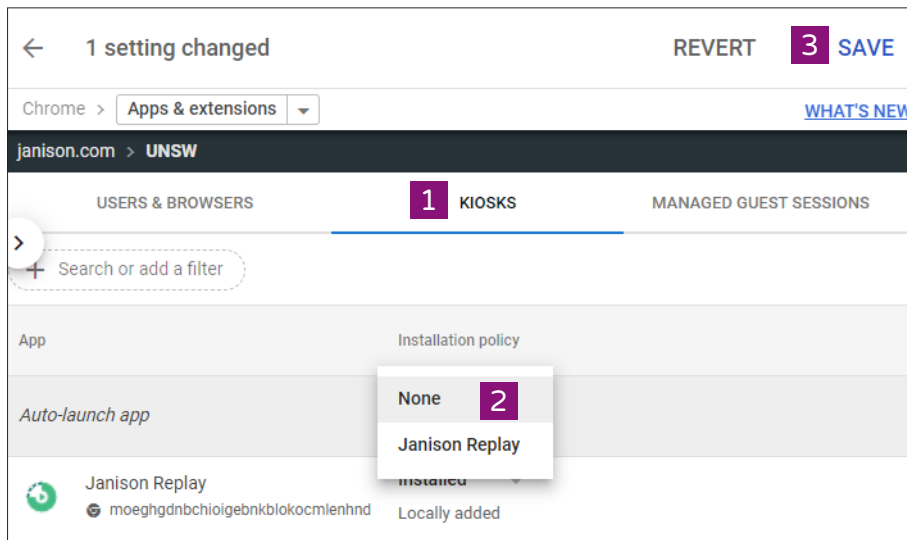 1 setting changed REVERT 3 SAVE
Chrome > Apps & extensions WHAT'S NEW
janison.com > UNSW
USERS & BROWSERS 1 KIOSKS MANAGED GUEST SESSIONS
+ Search or add a filter
App Installation policy
None 2
Auto-launch app
Janison Replay
Janison Replay Installed
moeghgdnbchioigebnkblokocmlenhnd
Locally added